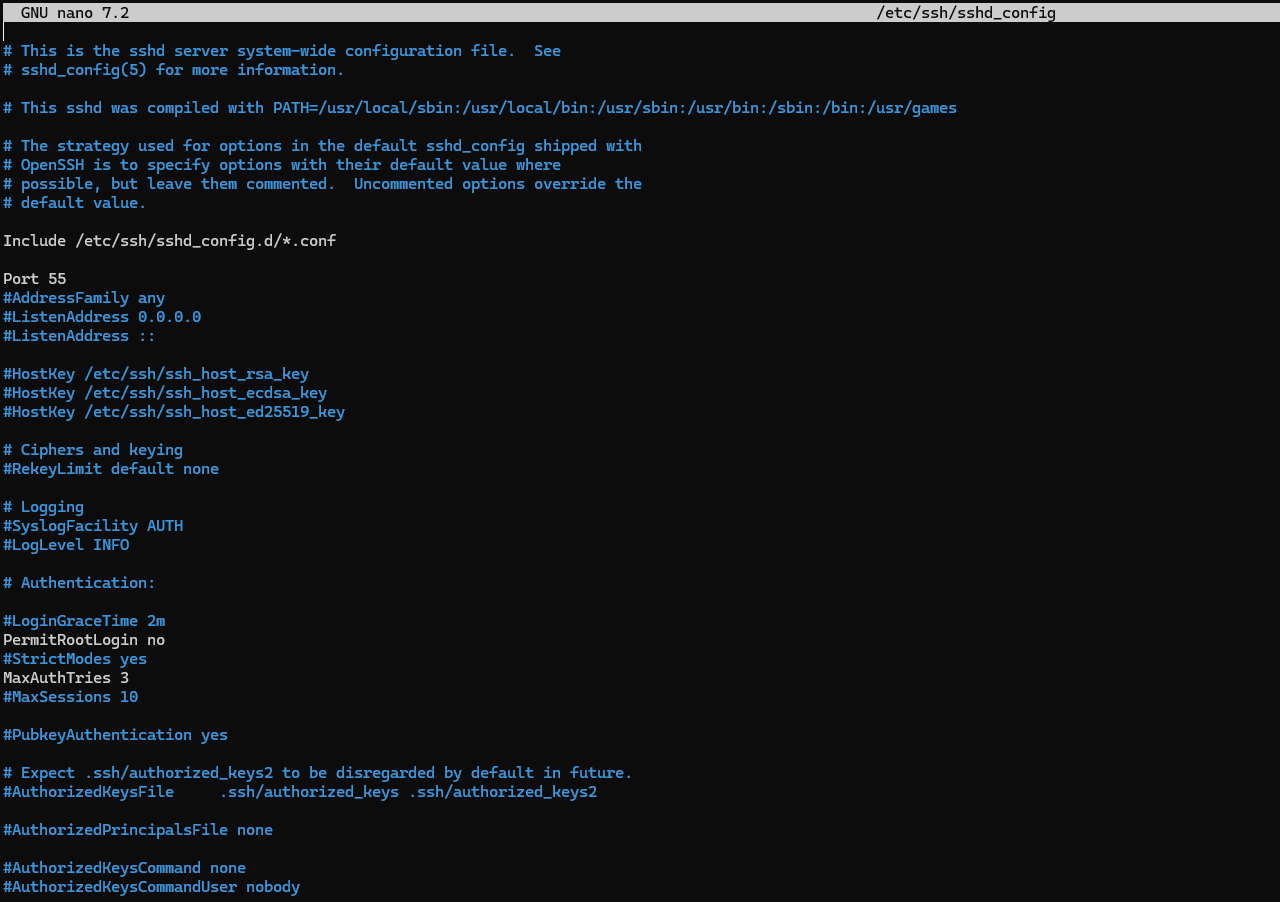 GNU nano 7.2 /etc/ssh/sshd_config
# This is the sshd server system-wide configuration file.  See
# sshd_config(5) for more information.
# This sshd was compiled with PATH=/usr/local/sbin:/usr/local/bin:/usr/sbin:/usr/bin:/sbin:/bin:/usr/games
# The strategy used for options in the default sshd_config shipped with
# OpenSSH is to specify options with their default value where
# possible, but leave them commented.  Uncommented options override the
# default value.
Include /etc/ssh/sshd_config.d/*.conf
Port 55
#AddressFamily any
#ListenAddress 0.0.0.0
#ListenAddress ::
#HostKey /etc/ssh/ssh_host_rsa_key
#HostKey /etc/ssh/ssh_host_ecdsa_key
#HostKey /etc/ssh/ssh_host_ed25519_key
# Ciphers and keying
#RekeyLimit default none
# Logging
#SyslogFacility AUTH
#LogLevel INFO
# Authentication:
#LoginGraceTime 2m
PermitRootLogin no
#StrictModes yes
MaxAuthTries 3
#MaxSessions 10
#PubkeyAuthentication yes
# Expect .ssh/authorized_keys2 to be disregarded by default in future.
#AuthorizedKeysFile     .ssh/authorized_keys .ssh/authorized_keys2
#AuthorizedPrincipalsFile none
#AuthorizedKeysCommand none
#AuthorizedKeysCommandUser nobody